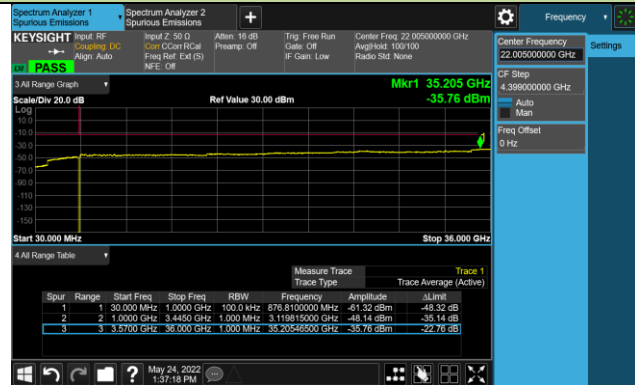 Spectrum Analyzer 1
Spurious Emissions
Spectrum Analyzer 2
Spurious Emissions
+
Frequency
KEYSIGHT
Input: RF
Coupling: DC
Align: Auto
Input Z: 50 Ω
Corr CCorr RCal
Freq Ref: Ext (S)
NFE: Off
Atten: 16 dB
Preamp: Off
Trig: Free Run
Gate: Off
IF Gain: Low
Center Freq: 22.005000000 GHz
Avg|Hold: 100/100
Radio Std: None
PASS
Center Frequency
22.005000000 GHz
Settings
CF Step
4.399000000 GHz
Auto
Man
Freq Offset
0 Hz
3 All Range Graph
Mkr1 35.205 GHz
Scale/Div 20.0 dB
Ref Value 30.00 dBm
-35.76 dBm
Log
10.0
-10.0
-30.0
-50.0
-70.0
-90.0
-110
-130
-150
1
Start 30.000 MHz
Stop 36.000 GHz
4 All Range Table
Measure Trace Trace 1
Trace Type Trace Average (Active)
Spur Range Start Freq Stop Freq RBW Frequency Amplitude ΔLimit
1 1 30.000 MHz 1.0000 GHz 100.0 kHz 876.8100000 MHz -61.32 dBm -48.32 dB
2 2 1.0000 GHz 3.4450 GHz 1.000 MHz 3.119815000 GHz -48.14 dBm -35.14 dB
3 3 3.5700 GHz 36.000 GHz 1.000 MHz 35.20546500 GHz -35.76 dBm -22.76 dB
?
May 24, 2022
1:37:18 PM